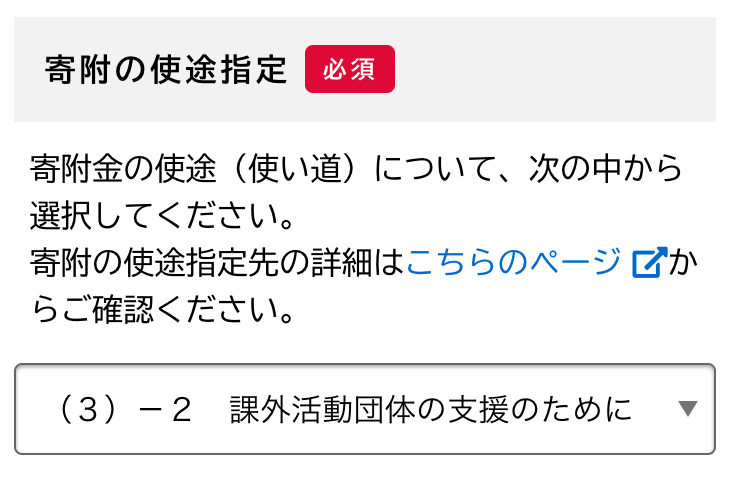 寄附の使途指定 必須
寄附金の使途（使い道）について、次の中から
選択してください。
寄附の使途指定先の詳細はこちらのページ か
らご確認ください。
（３）－２　課外活動団体の支援のために